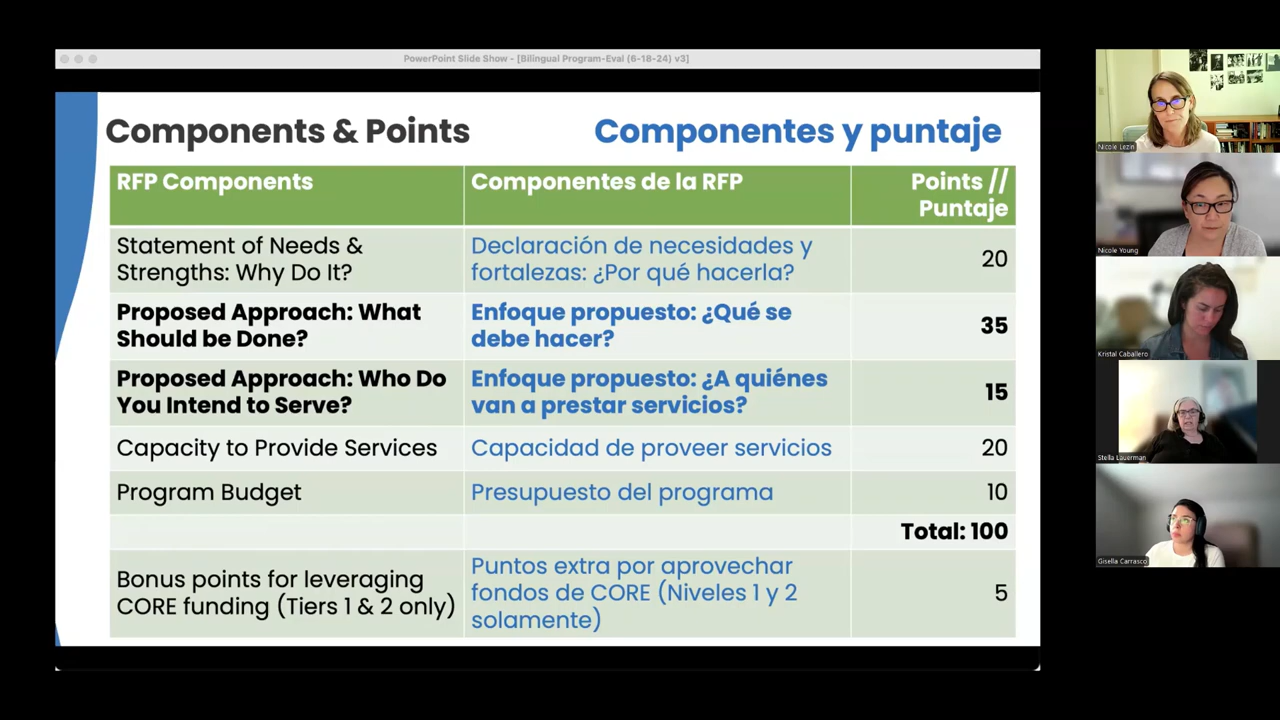 PowerPoint Slide Show - [Bilingual Program-Eval (6-18-24) v3]
Components & Points
Componentes y puntaje
RFP Components
Componentes de la RFP
Points //
Puntaje
Statement of Needs &
Strengths: Why Do It?
Declaración de necesidades y
fortalezas: ¿Por qué hacerla?
20
Proposed Approach: What
Should be Done?
Enfoque propuesto: ¿Qué se
debe hacer?
35
Proposed Approach: Who Do
You Intend to Serve?
Enfoque propuesto: ¿A quiénes
van a prestar servicios?
15
Capacity to Provide Services
Capacidad de proveer servicios
20
Program Budget
Presupuesto del programa
10
Total: 100
Bonus points for leveraging
CORE funding (Tiers 1 & 2 only)
Puntos extra por aprovechar
fondos de CORE (Niveles 1 y 2
solamente)
5
Nicole Lezin
Nicole Young
Kristal Caballero
Stella Lauerman
Gisella Carrasco